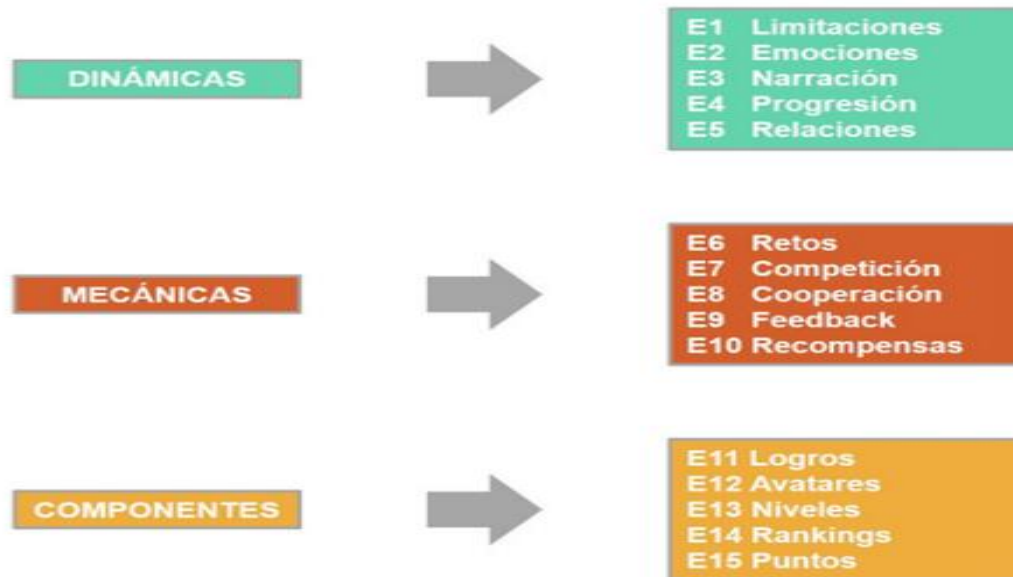 DINÁMICAS
E1 Limitaciones
E2 Emociones
E3 Narración
E4 Progresión
E5 Relaciones
MECÁNICAS
E6 Retos
E7 Competición
E8 Cooperación
E9 Feedback
E10 Recompensas
COMPONENTES
E11 Logros
E12 Avatares
E13 Niveles
E14 Rankings
E15 Puntos